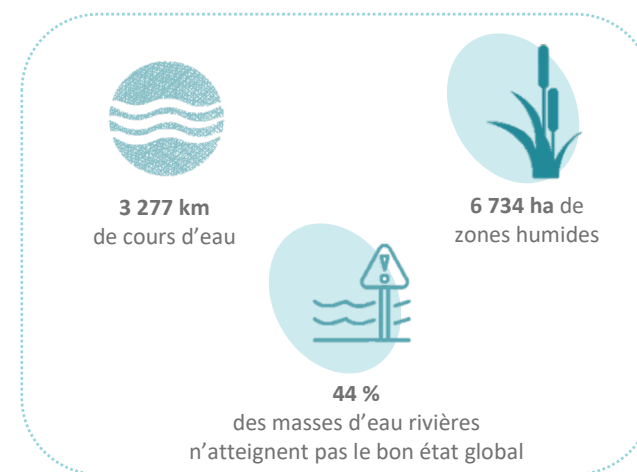 3 277 km
de cours d'eau
6 734 ha de
zones humides
44 %
des masses d'eau rivières
n'atteignent pas le bon état global